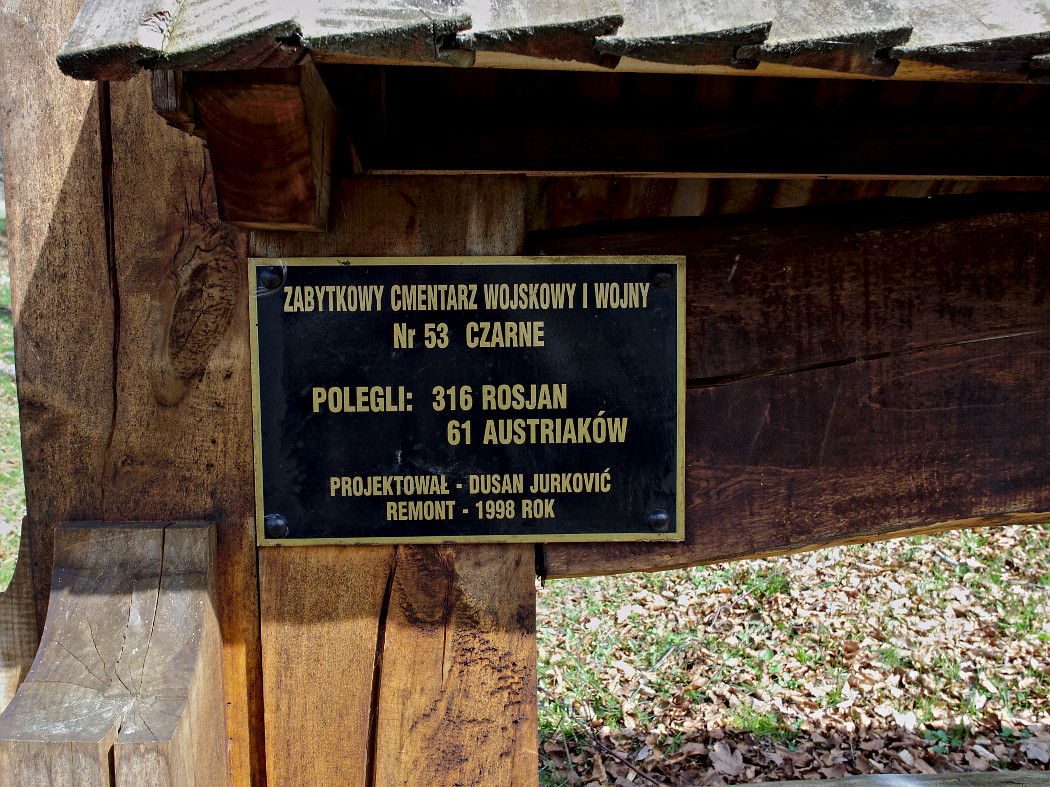 ZABYTKOWY CMENTARZ WOJSKOWY I WOJNY
Nr 53 CZARNE
POLEGLI: 316 ROSJAN
61 AUSTRIAKÓW
PROJEKTOWAŁ - DUSAN JURKOVIĆ
REMONT - 1998 ROK